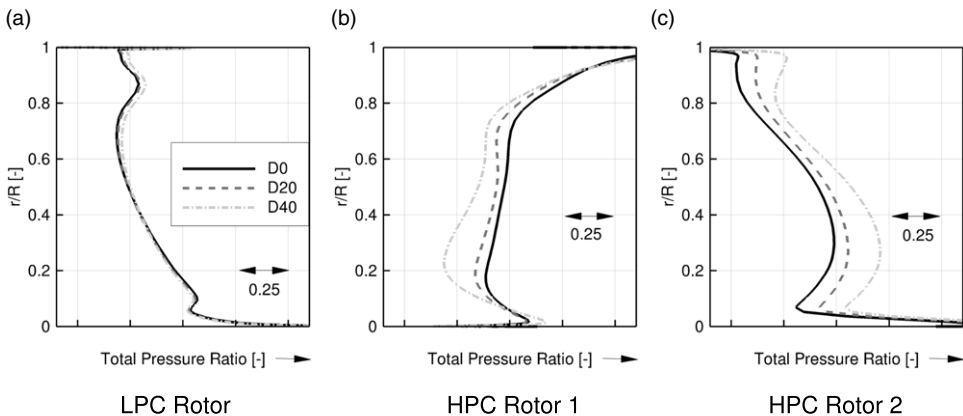 (a)
(b)
(c)
1
0.8
0.6
0.4
0.2
0
r/R [-]
D0
D20
D40
0.25
Total Pressure Ratio [-]
LPC Rotor
1
0.8
0.6
0.4
0.2
0
r/R [-]
0.25
Total Pressure Ratio [-]
HPC Rotor 1
1
0.8
0.6
0.4
0.2
0
r/R [-]
0.25
Total Pressure Ratio [-]
HPC Rotor 2